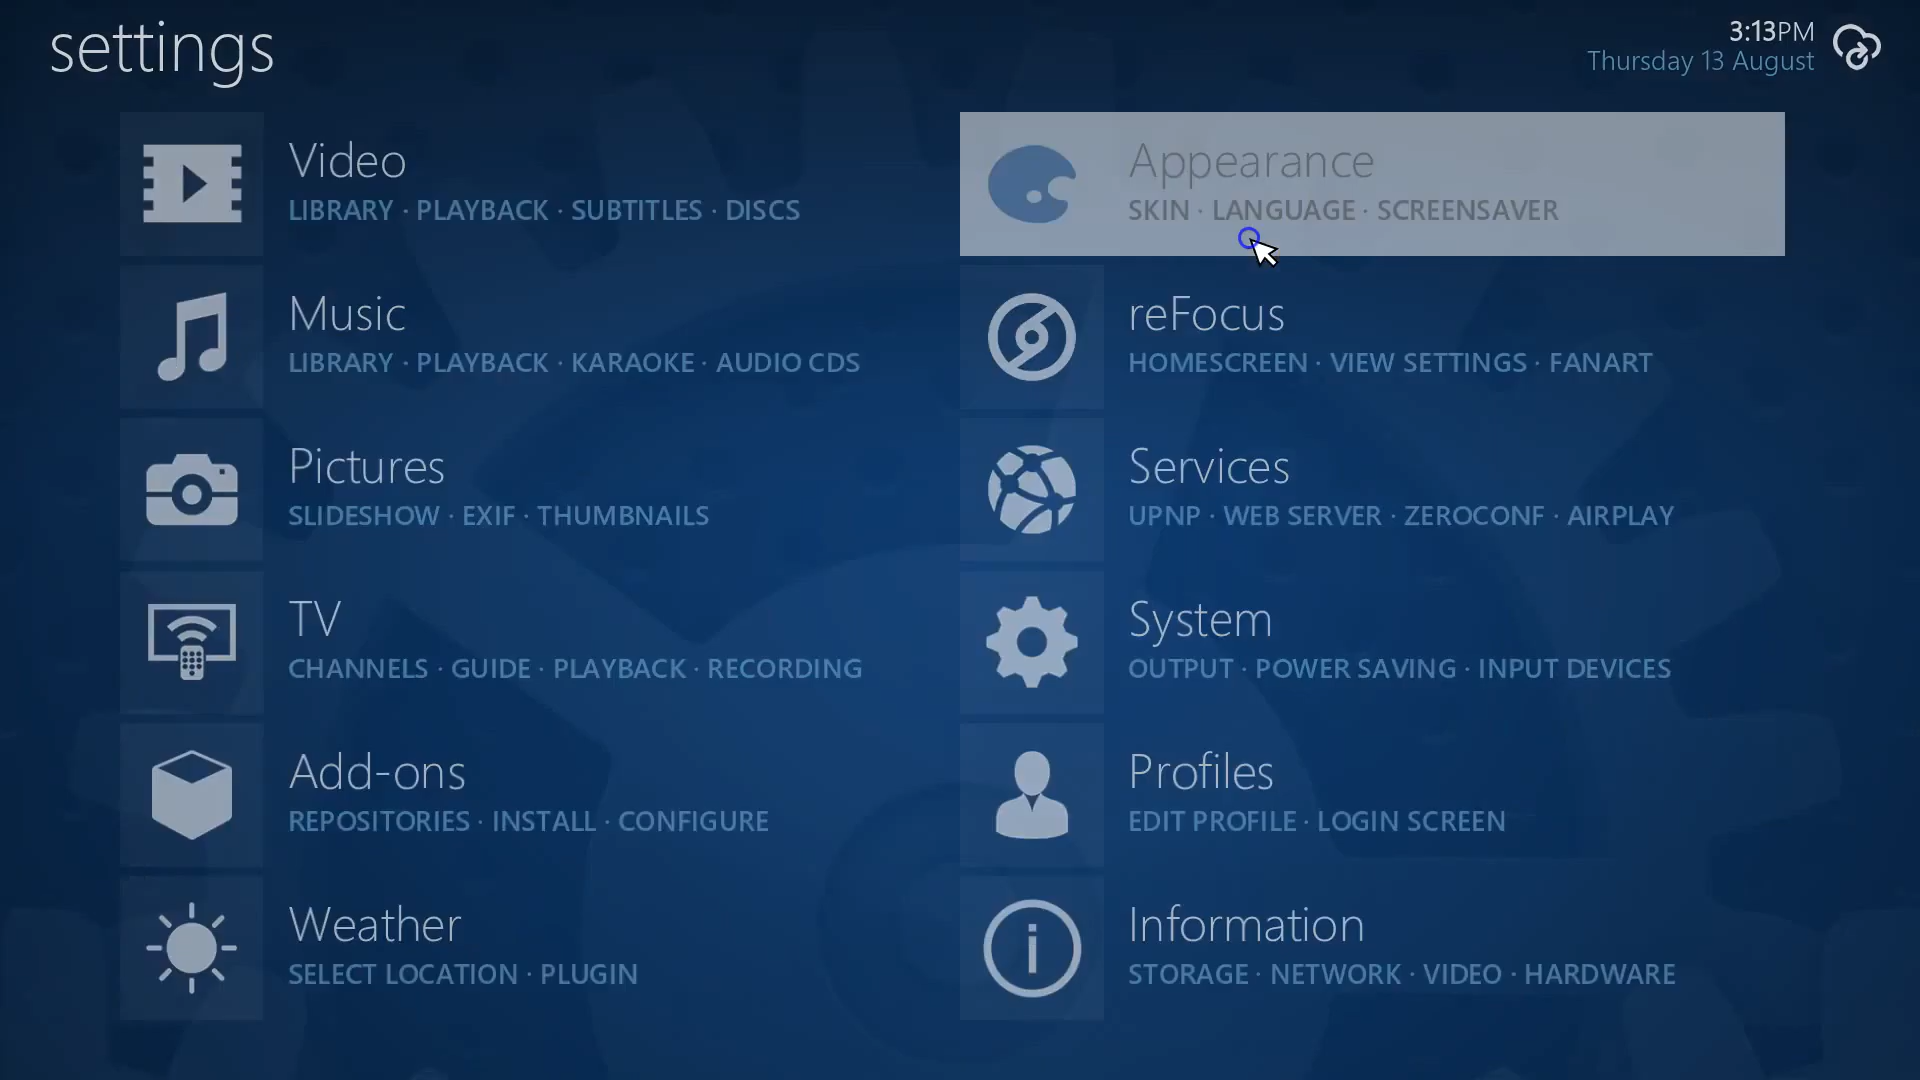 settings
3:13PM
Thursday 13 August
Video
LIBRARY · PLAYBACK · SUBTITLES · DISCS
Music
LIBRARY · PLAYBACK · KARAOKE · AUDIO CDS
Pictures
SLIDESHOW · EXIF · THUMBNAILS
TV
CHANNELS · GUIDE · PLAYBACK · RECORDING
Add-ons
REPOSITORIES · INSTALL · CONFIGURE
Weather
SELECT LOCATION · PLUGIN
Appearance
SKIN · LANGUAGE · SCREENSAVER
reFocus
HOMESCREEN · VIEW SETTINGS · FANART
Services
UPNP · WEB SERVER · ZEROCONF · AIRPLAY
System
OUTPUT · POWER SAVING · INPUT DEVICES
Profiles
EDIT PROFILE · LOGIN SCREEN
Information
STORAGE · NETWORK · VIDEO · HARDWARE